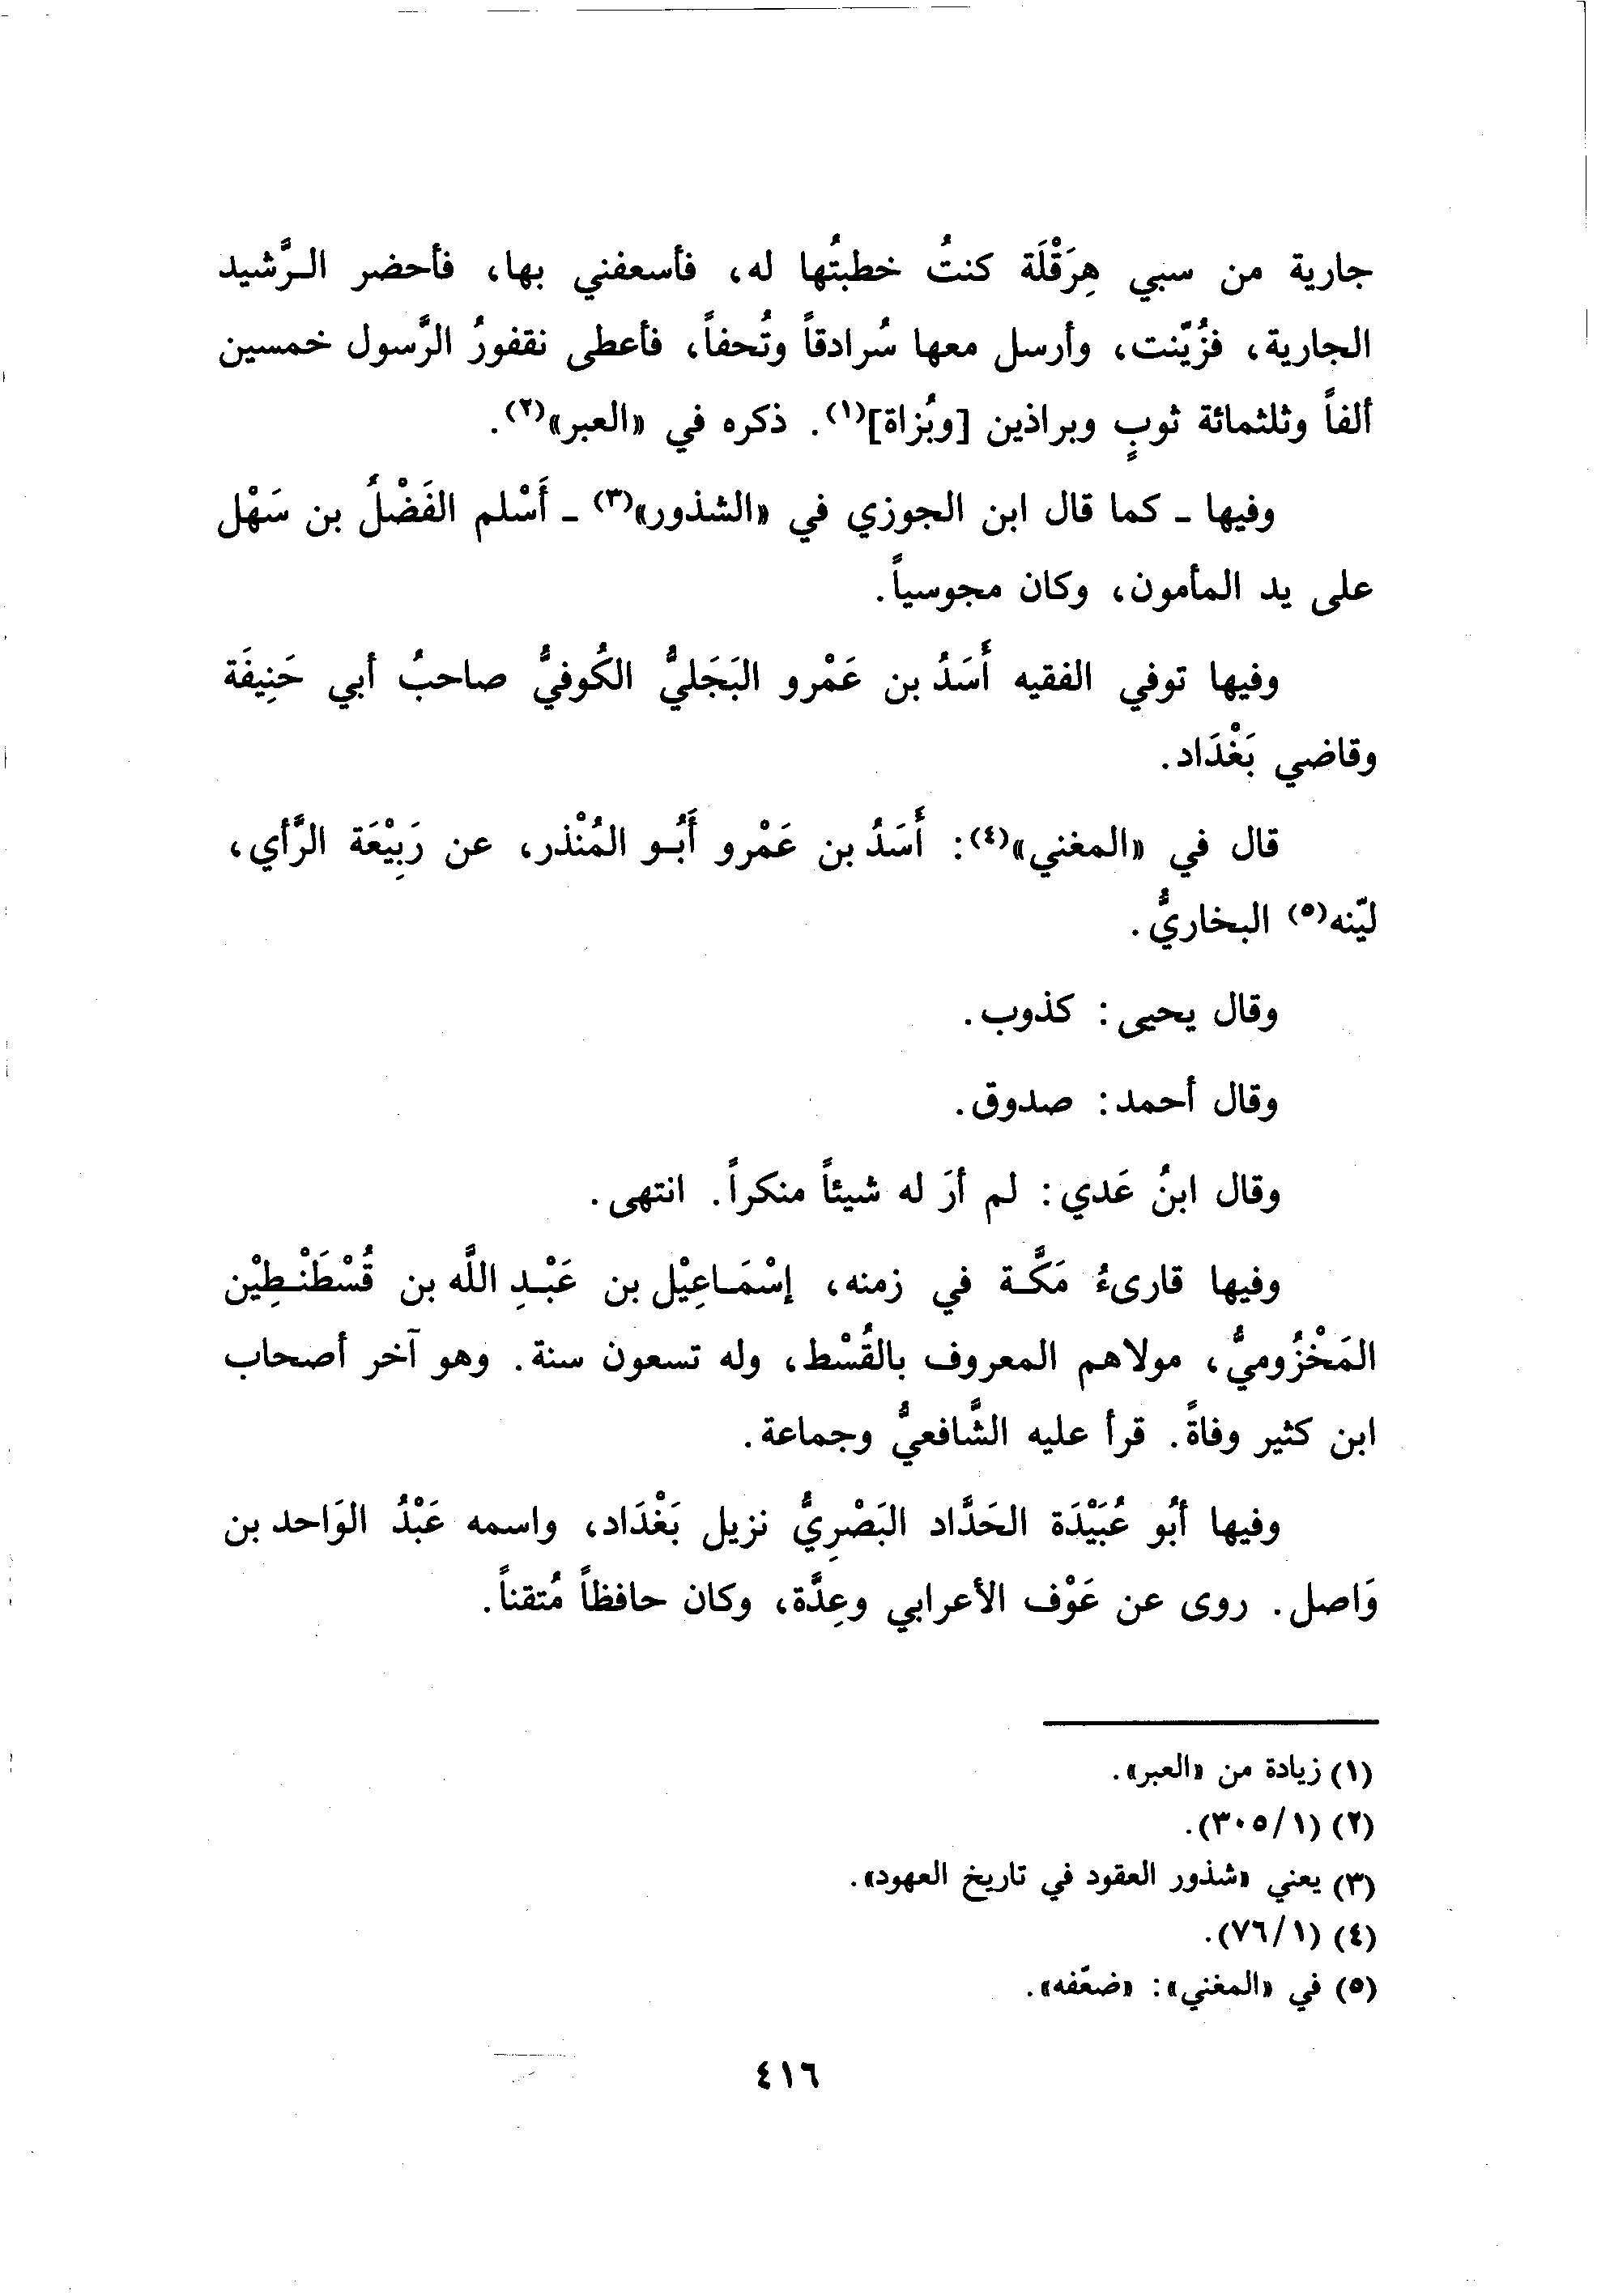 جارية من سبي هِرَقْلَة كنتُ خطبتُها له، فأسعفني بها، فأحضر الرَّشيد
الجارية، فزُيّنت، وأرسل معها سُرادقاً وتُحفاً، فأعطى نقفورُ الرَّسول خمسين
ألفاً وثلثمائة ثوبٍ وبراذين [وبُزاة](١). ذكره في «العبر»(٢).
وفيها ـ كما قال ابن الجوزي في «الشذور»(٣) ـ أَسْلم الفَضْلُ بن سَهْل
على يد المأمون، وكان مجوسياً.
وفيها توفي الفقيه أَسَدُ بن عَمْرو البَجَليُّ الكُوفيُّ صاحبُ أبي حَنِيفَة
وقاضي بَغْدَاد.
قال في «المغني»(٤): أَسَدُ بن عَمْرو أَبُو المُنْذر، عن رَبِيْعَة الرَّأي،
ليّنه(٥) البخاريُّ.
وقال يحيى: كذوب.
وقال أحمد: صدوق.
وقال ابنُ عَدي: لم أرَ له شيئاً منكراً. انتهى.
وفيها قارىءُ مَكَّة في زمنه، إسْمَاعِيْل بن عَبْدِ اللَّه بن قُسْطَنْطِيْن
المَخْزُوميُّ، مولاهم المعروف بالقُسْط، وله تسعون سنة. وهو آخر أصحاب
ابن كثير وفاةً. قرأ عليه الشَّافعيُّ وجماعة.
وفيها أبُو عُبَيْدَة الحَدَّاد البَصْرِيُّ نزيل بَغْدَاد، واسمه عَبْدُ الوَاحد بن
وَاصل. روى عن عَوْف الأعرابي وعِدَّة، وكان حافظاً مُتقناً.
(١) زيادة من «العبر».
(٢) (٣٠٥/١).
(٣) يعني «شذور العقود في تاريخ العهود».
(٤) (٧٦/١).
(٥) في «المغني»: «ضعّفه».
٤١٦